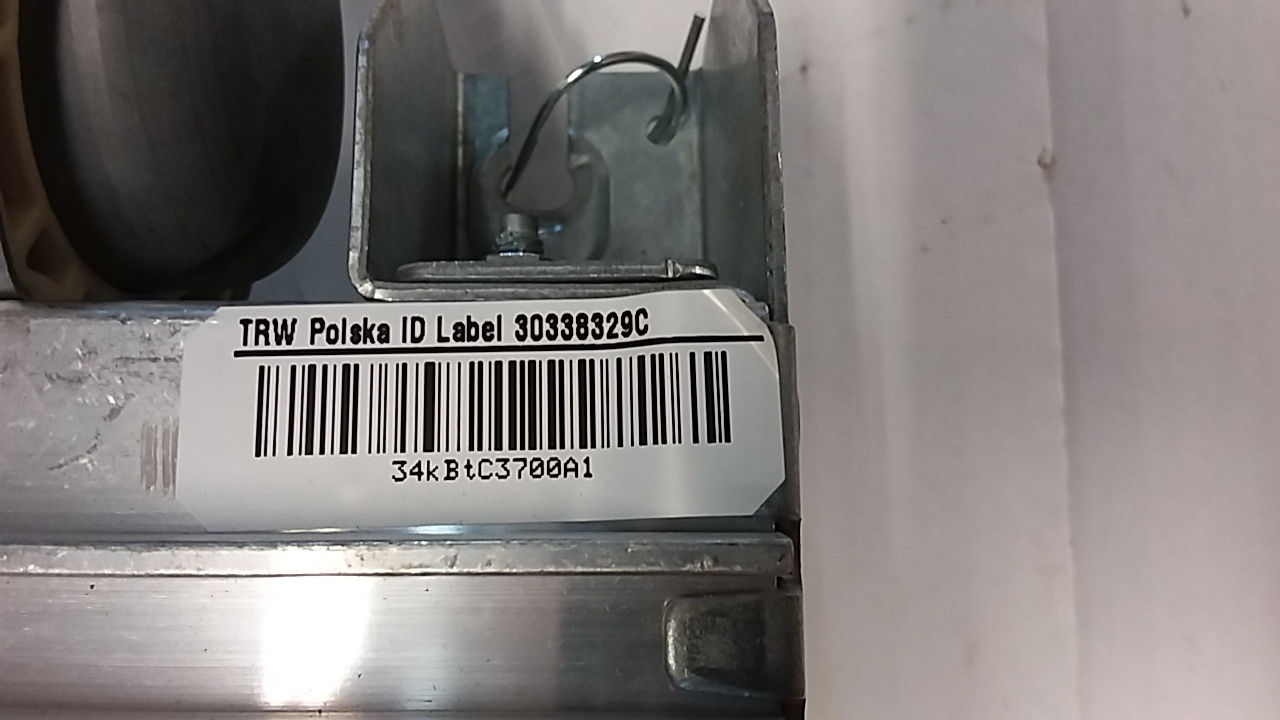 TRW Polska ID Label 30338329C
34kBtC3700A1